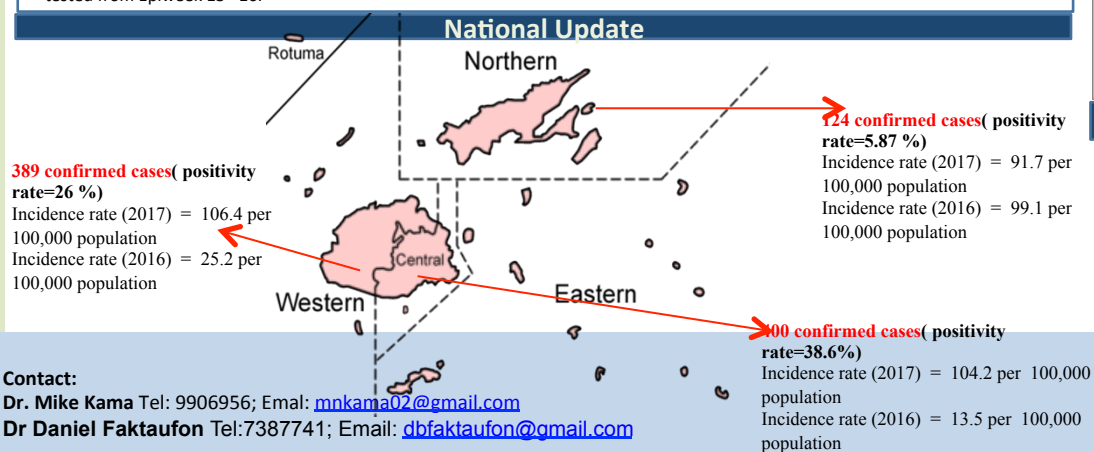 National Update
Rotuma
Northern
124 confirmed cases( positivity
rate=5.87 %)
Incidence rate (2017) = 91.7 per
100,000 population
Incidence rate (2016) = 99.1 per
100,000 population
389 confirmed cases( positivity
rate=26 %)
Incidence rate (2017) = 106.4 per
100,000 population
Incidence rate (2016) = 25.2 per
100,000 population
Central
Western
Eastern
confirmed cases( positivity
rate=38.6%)
Incidence rate (2017) = 104.2 per 100,000
population
Incidence rate (2016) = 13.5 per 100,000
population
Contact:
Dr. Mike Kama Tel: 9906956; Emal: mnkama02@gmail.com
Dr Daniel Faktaufon Tel:7387741; Email: dbfaktaufon@gmail.com